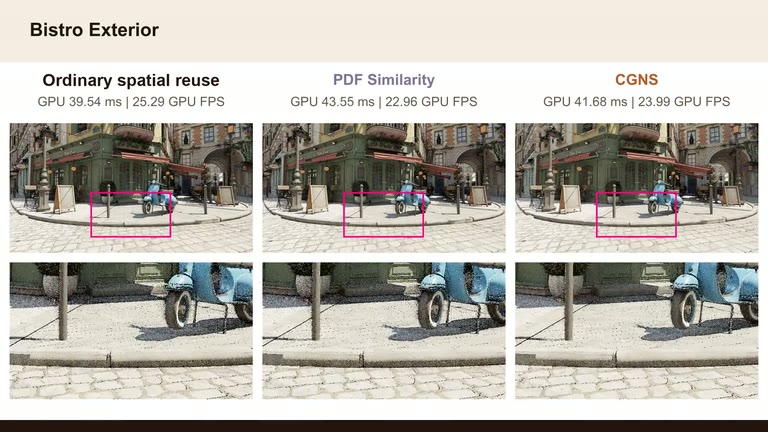 Bistro Exterior
Ordinary spatial reuse
GPU 39.54 ms | 25.29 GPU FPS
PDF Similarity
GPU 43.55 ms | 22.96 GPU FPS
CGNS
GPU 41.68 ms | 23.99 GPU FPS